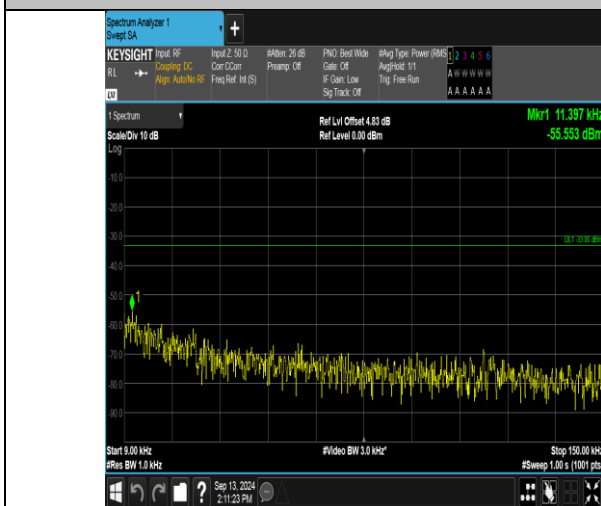 Spectrum Analyzer 1
Swept SA
+
KEYSIGHT
RL
Input: RF
Coupling: DC
Align: Auto/No RF
Input Z: 50 Ω
Corr CCorr
Freq Ref: Int (S)
#Atten: 26 dB
Preamp: Off
PNO: Best Wide
Gate: Off
IF Gain: Low
Sig Track: Off
#Avg Type: Power (RMS
Avg|Hold: 1/1
Trig: Free Run
1 2 3 4 5 6
A W W W W W
A A A A A A
1 Spectrum
Scale/Div 10 dB
Ref Lvl Offset 4.83 dB
Ref Level 0.00 dBm
Mkr1 11.397 kHz
-55.553 dBm
Log
-10.0
-20.0
-30.0
DL1 -33.00 dBm
-40.0
-50.0
1
-60.0
-70.0
-80.0
-90.0
Start 9.00 kHz
#Res BW 1.0 kHz
#Video BW 3.0 kHz*
Stop 150.00 kHz
#Sweep 1.00 s (1001 pts)
?
Sep 13, 2024
2:11:23 PM